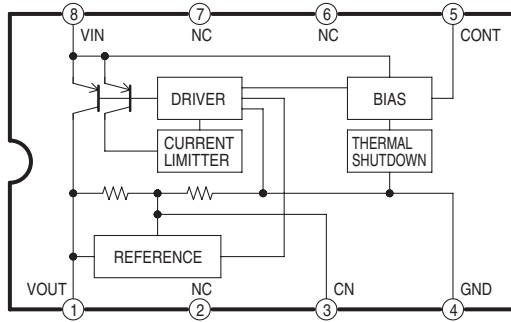 8 7 6 5
VIN NC NC CONT
DRIVER BIAS
CURRENT LIMITTER
THERMAL SHUTDOWN
REFERENCE
VOUT NC CN GND
1 2 3 4